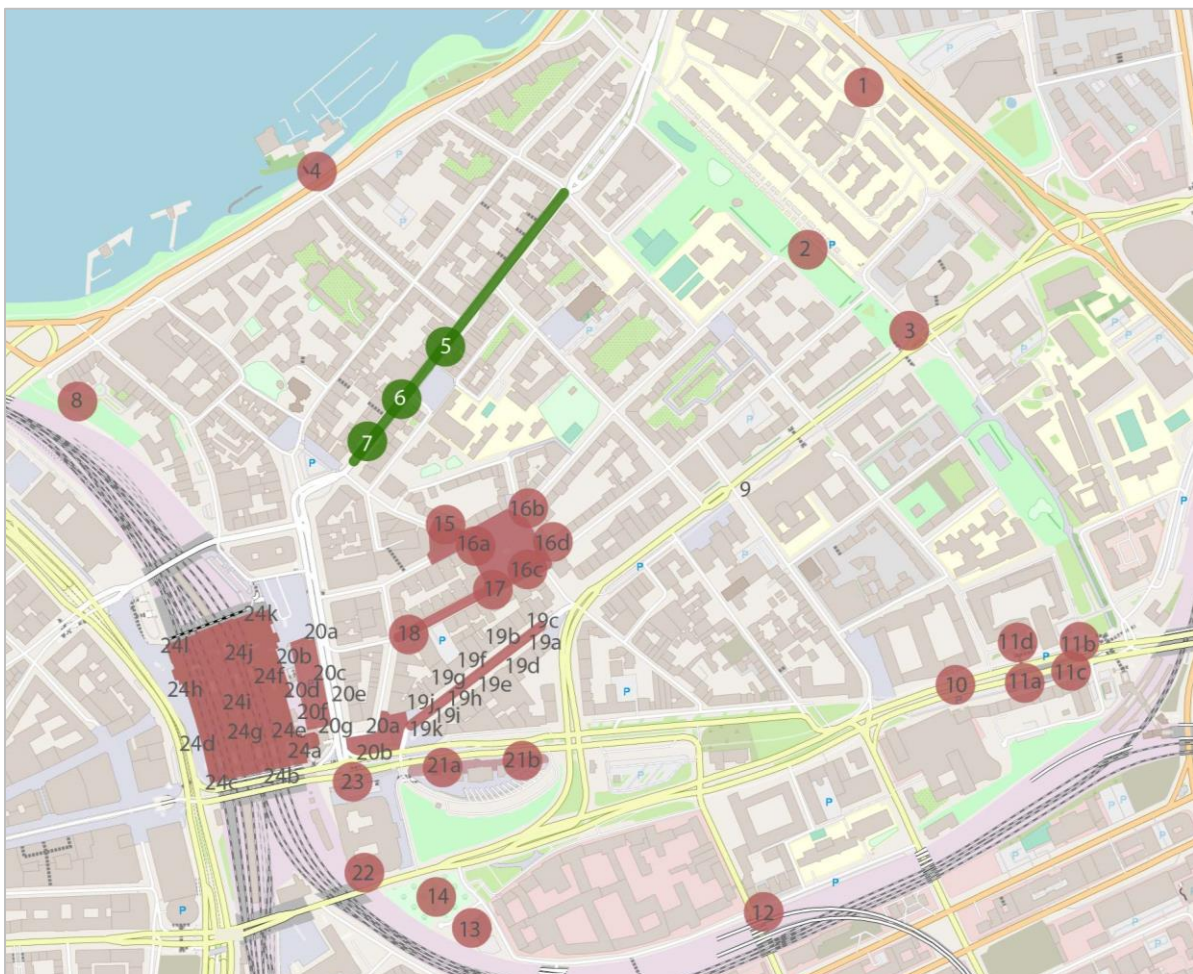 1
4
2
P
3
5
6
8
7
P
9
16b
15
16a
16d
16c
P
17
18
P
24k
20a
19c
24l
19b
19a
11d
11b
24j
20b
19f
19d
11c
24f
20c
19g
19e
10
11a
24h
20d
20e
19h
24i
19j
20f
19i
24g
24e
20g
20a
19k
24d
24a
20b
21a
21b
24c
24b
23
P
22
P
14
P
12
13